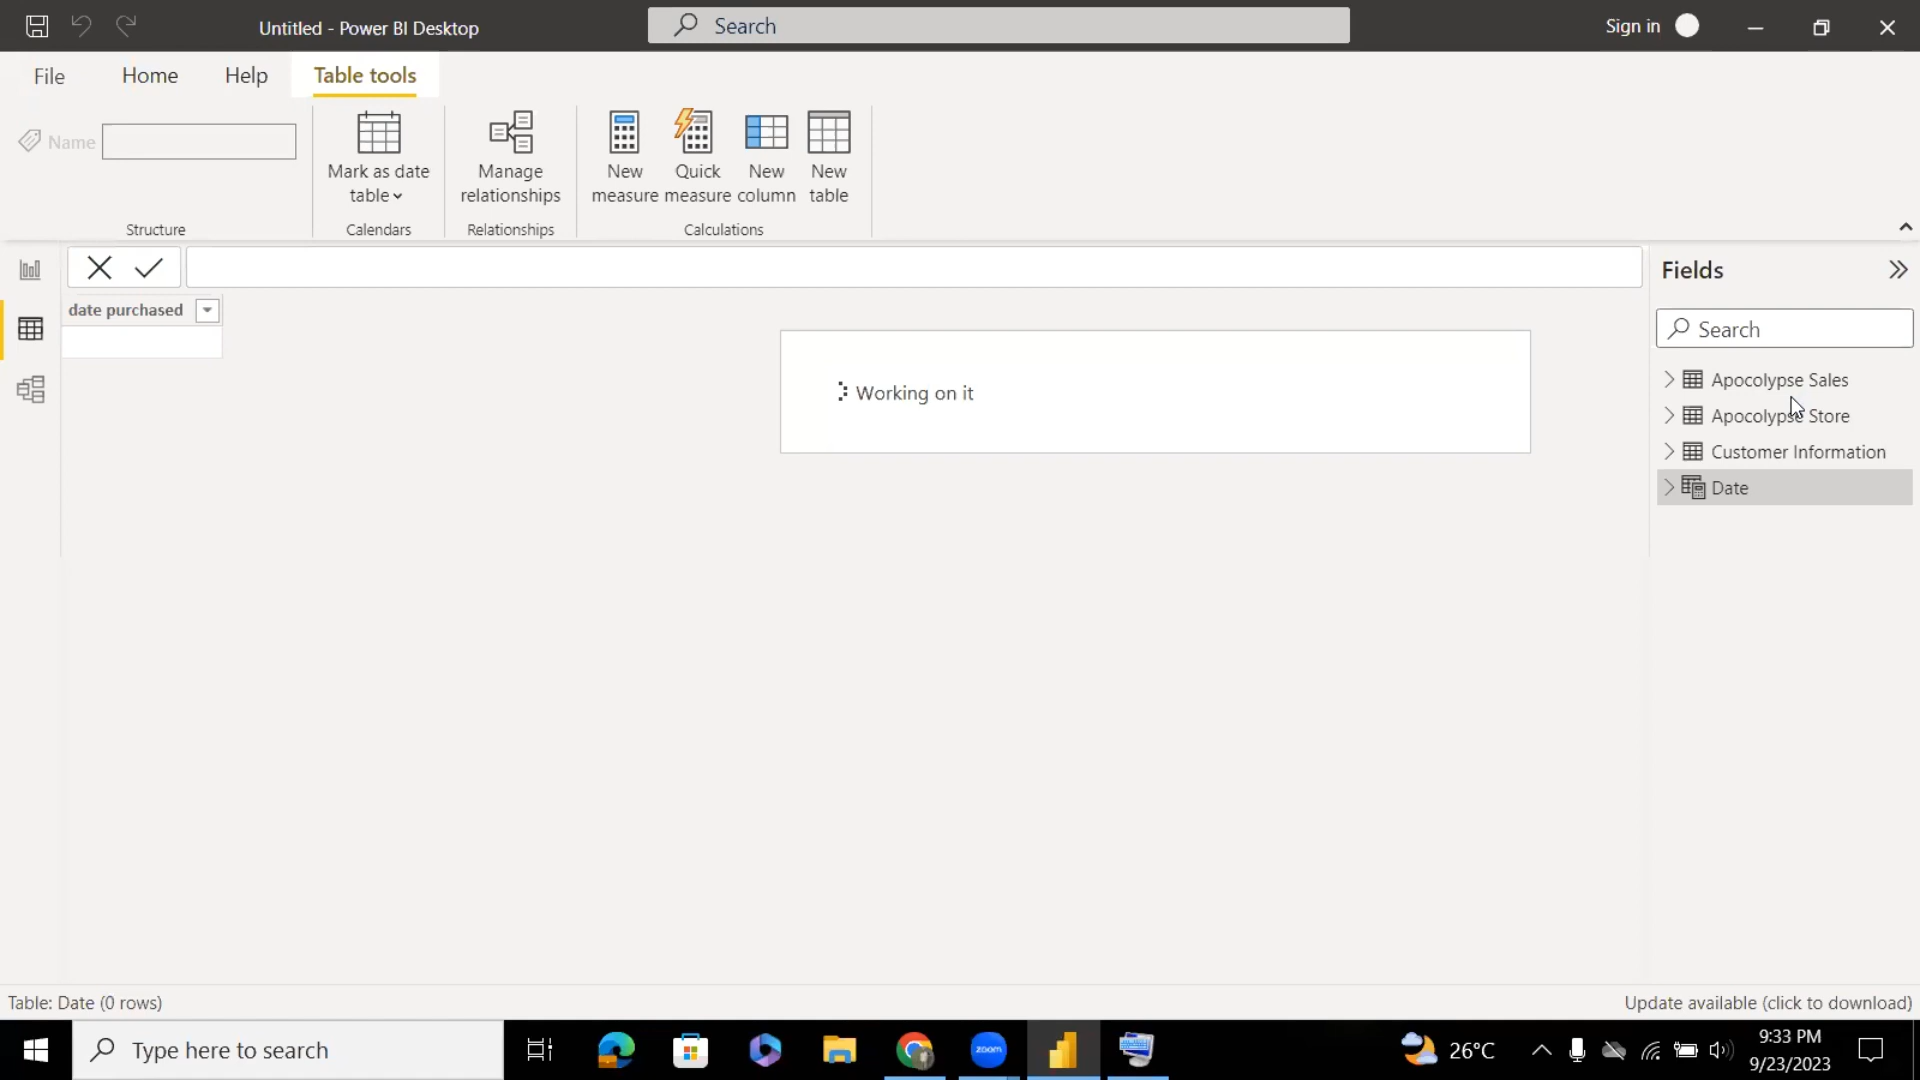 Untitled - Power BI Desktop
Search
Sign in
File
Home
Help
Table tools
Name
Mark as date
table
Manage
relationships
New
measure
Quick
measure
New
column
New
table
Structure
Calendars
Relationships
Calculations
date purchased
Working on it
Fields
Search
Apocolypse Sales
Apocolypse Store
Customer Information
Date
Table: Date (0 rows)
Update available (click to download)
Type here to search
zoom
26°C
9:33 PM
9/23/2023